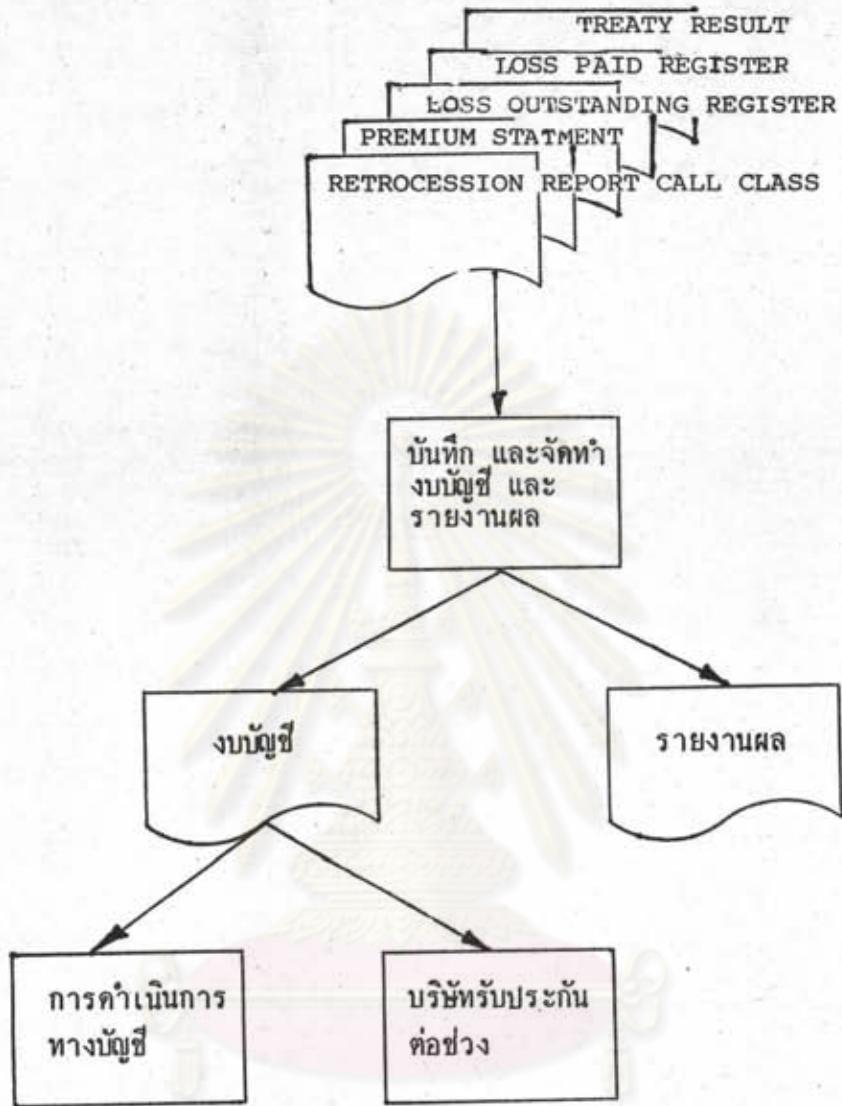 TREATY RESULT
LOSS PAID REGISTER
LOSS OUTSTANDING REGISTER
PREMIUM STATMENT
RETROCESSION REPORT CALL CLASS
บันทึก และจัดทำ
งบบัญชี และ
รายงานผล
งบบัญชี
รายงานผล
การดำเนินการ
ทางบัญชี
บริษัทรับประกัน
ต่อช่วง